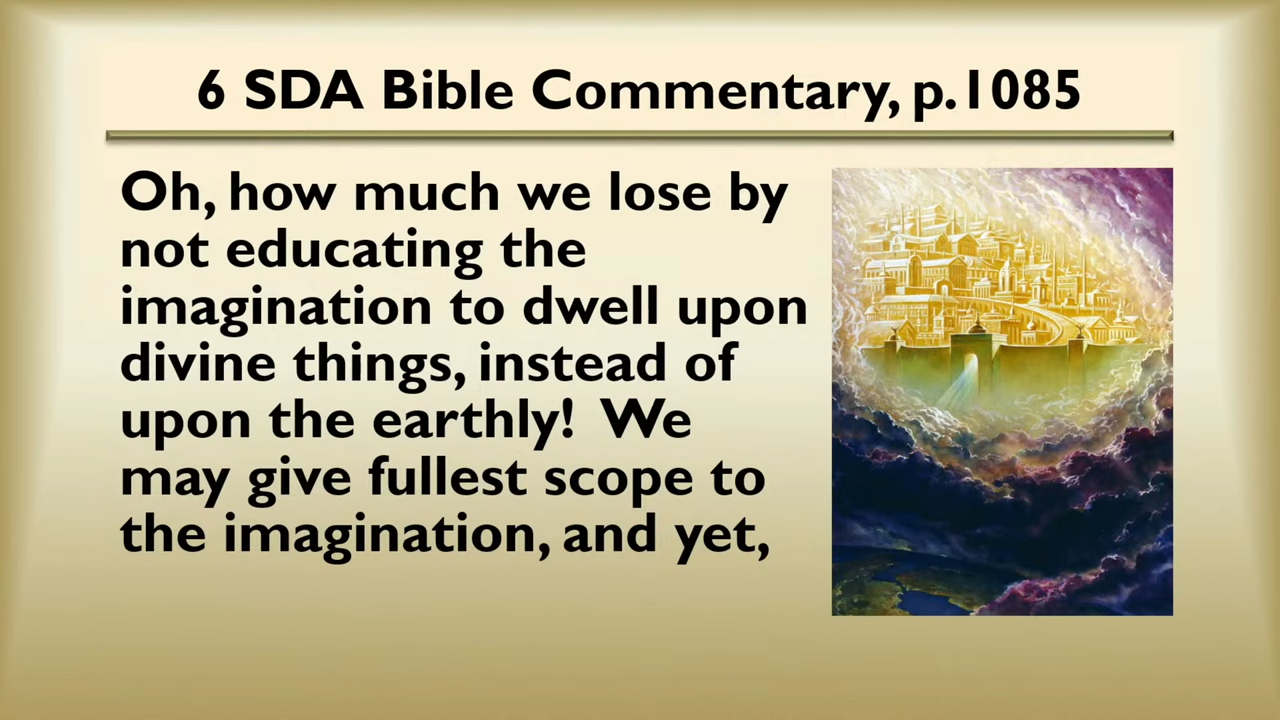 6 SDA Bible Commentary, p.1085
Oh, how much we lose by
not educating the
imagination to dwell upon
divine things, instead of
upon the earthly!  We
may give fullest scope to
the imagination, and yet,